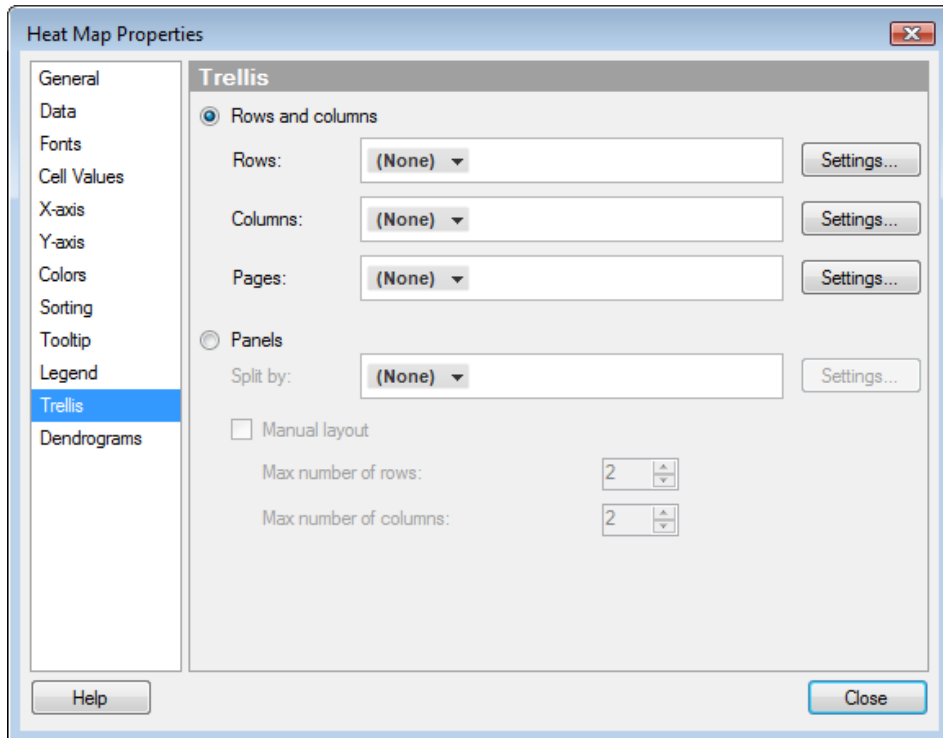 Heat Map Properties
General
Data
Fonts
Cell Values
X-axis
Y-axis
Colors
Sorting
Tooltip
Legend
Trellis
Dendrograms
Trellis
Rows and columns
Rows: (None) Settings...
Columns: (None) Settings...
Pages: (None) Settings...
Panels
Split by: (None) Settings...
Manual layout
Max number of rows: 2
Max number of columns: 2
Help Close